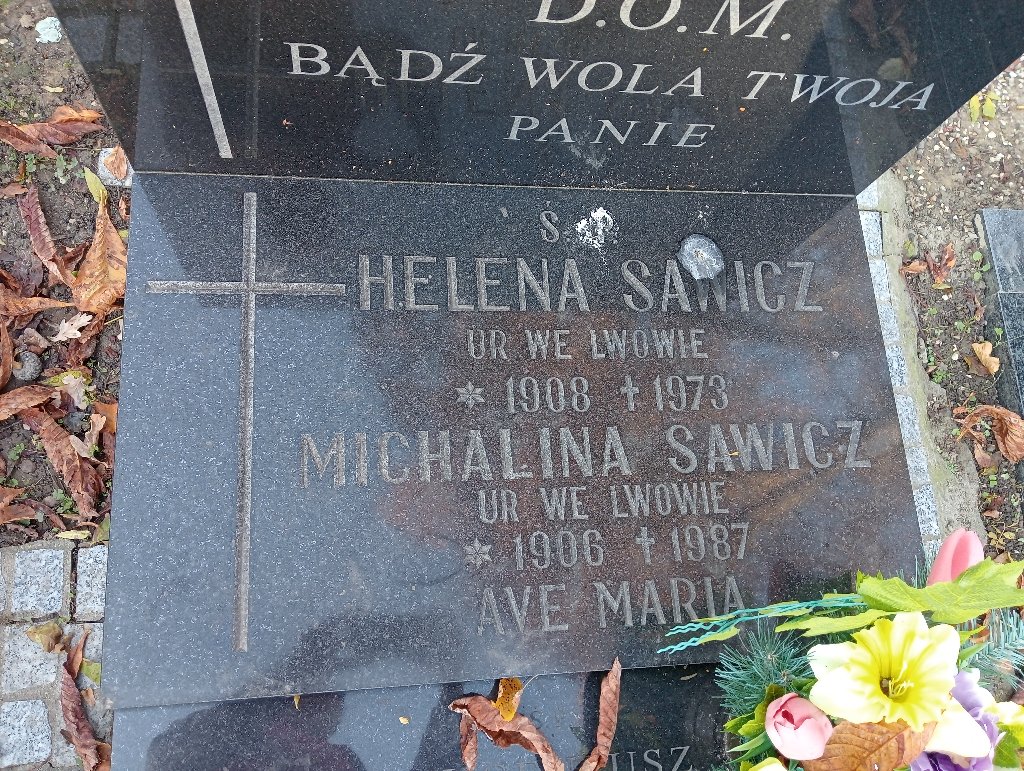 D.O.M.
BĄDŹ WOLA TWOJA
PANIE
Ś.P.
HELENA SAWICZ
UR WE LWOWIE
* 1908 † 1973
MICHALINA SAWICZ
UR WE LWOWIE
* 1906 † 1987
AVE MARIA